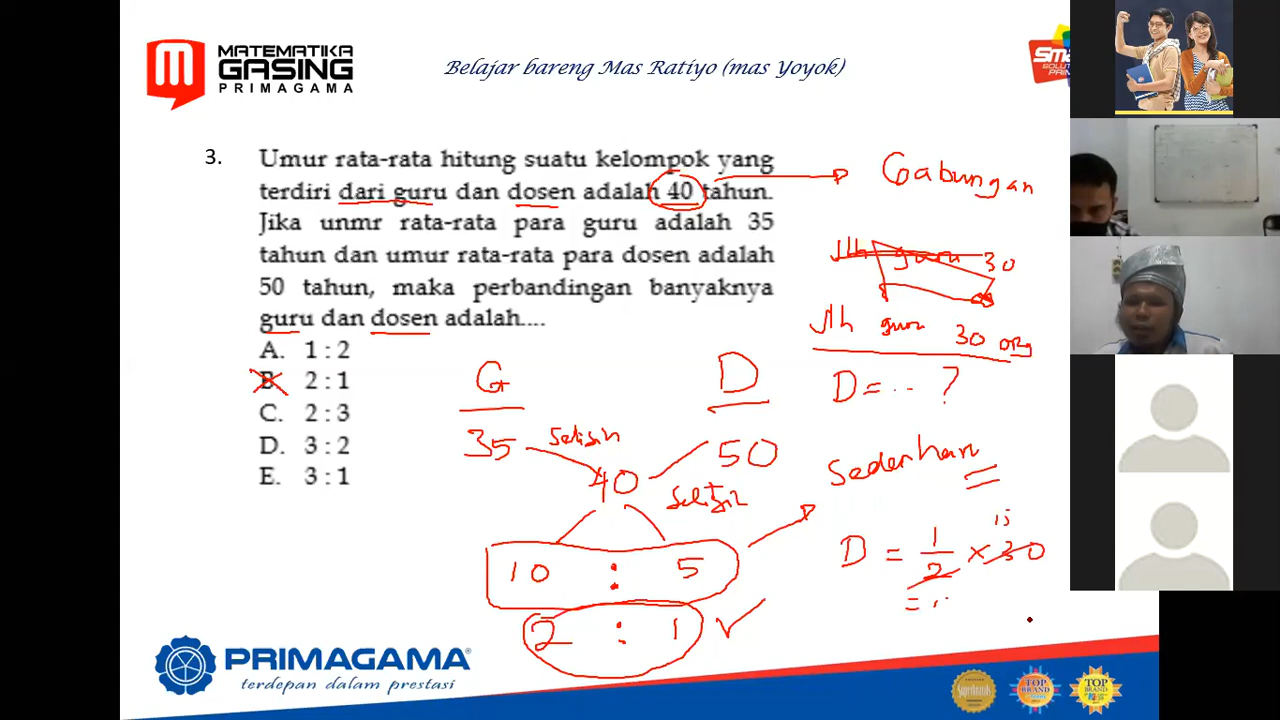 MATEMATIKA
GASING
PRIMAGAMA
Belajar bareng Mas Ratiyo (mas Yoyok)
3. Umur rata-rata hitung suatu kelompok yang
terdiri dari guru dan dosen adalah 40 tahun.
Jika unmr rata-rata para guru adalah 35
tahun dan umur rata-rata para dosen adalah
50 tahun, maka perbandingan banyaknya
guru dan dosen adalah....
A. 1 : 2
B. 2 : 1
C. 2 : 3
D. 3 : 2
E. 3 : 1
Gabungan
Jlh guru 30
Jlh guru 30 org
D = ... ?
G D
35 selisih 50
40 selisih
10 : 5
2 : 1
Sederhan
D = 1/2 × 30
15
= ..
PRIMAGAMA
terdepan dalam prestasi
Superbrands
TOP BRAND
TOP BRAND